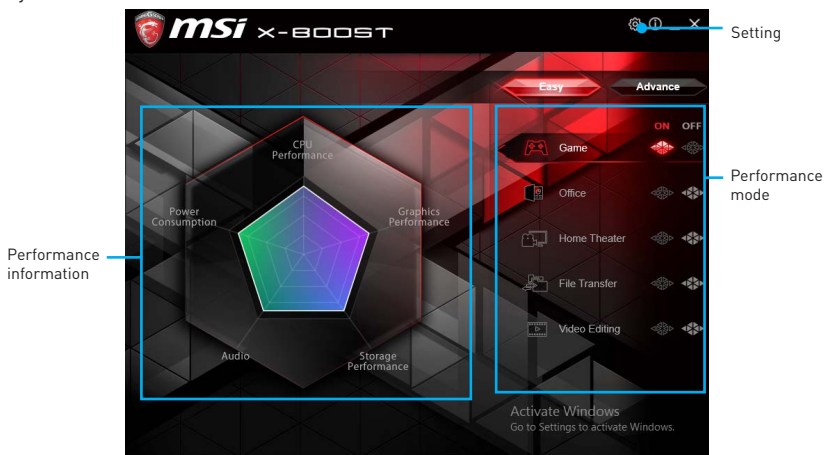 msi X-BOOST
Setting
Easy
Advance
ON OFF
Game
Office
Home Theater
File Transfer
Video Editing
Performance
mode
CPU
Performance
Graphics
Performance
Storage
Performance
Audio
Power
Consumption
Performance
information
Activate Windows
Go to Settings to activate Windows.